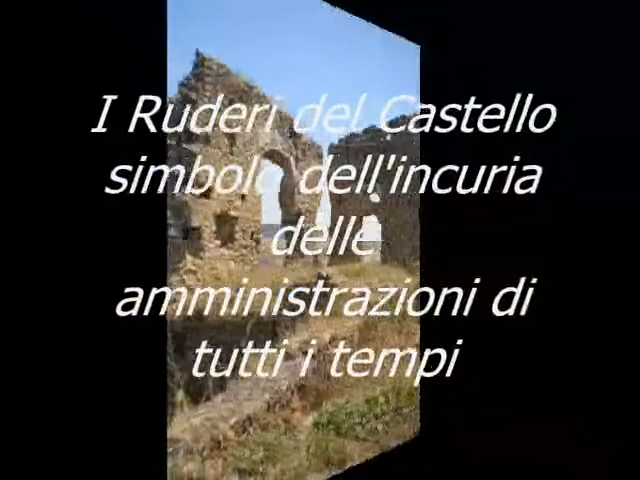 I Ruderi del Castello
simbolo dell'incuria
delle
amministrazioni di
tutti i tempi